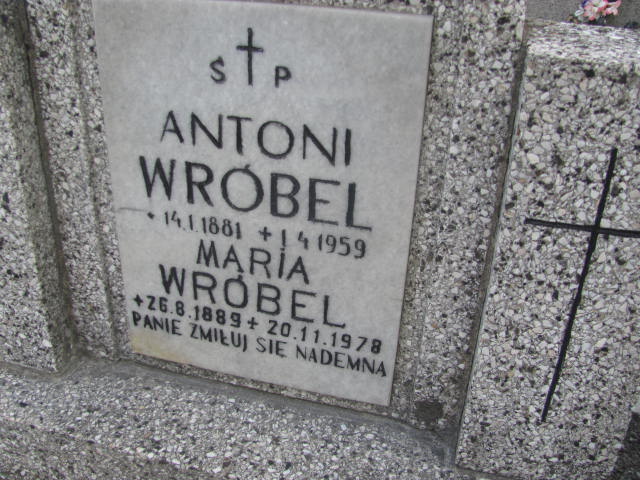 Ś P
ANTONI
WRÓBEL
* 14.1.1881 + 1 4 1959
MARIA
WRÓBEL
+26.8.1889 + 20.11.1978
PANIE ZMIŁUJ SIĘ NADEMNA